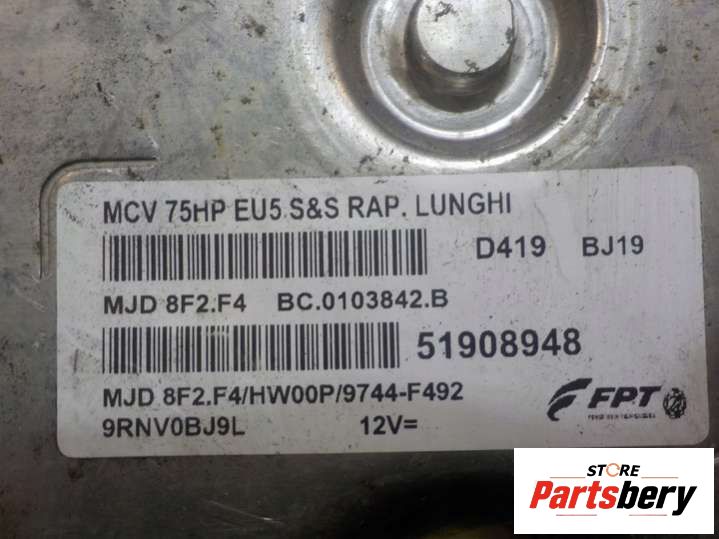 MCV 75HP EU5 S&S RAP. LUNGHI
D419 BJ19
MJD 8F2.F4 BC.0103842.B
51908948
MJD 8F2.F4/HW00P/9744-F492
FPT
9RNV0BJ9L 12V=
STORE
Partsbery